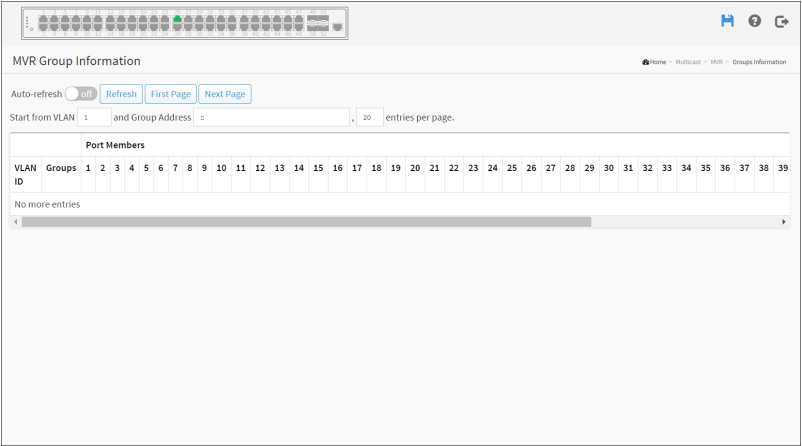 MVR Group Information
Home > Multicast > MVR > Groups Information
Auto-refresh off Refresh First Page Next Page
Start from VLAN 1 and Group Address :: , 20 entries per page.
Port Members
VLAN ID Groups 1 2 3 4 5 6 7 8 9 10 11 12 13 14 15 16 17 18 19 20 21 22 23 24 25 26 27 28 29 30 31 32 33 34 35 36 37 38 39
No more entries